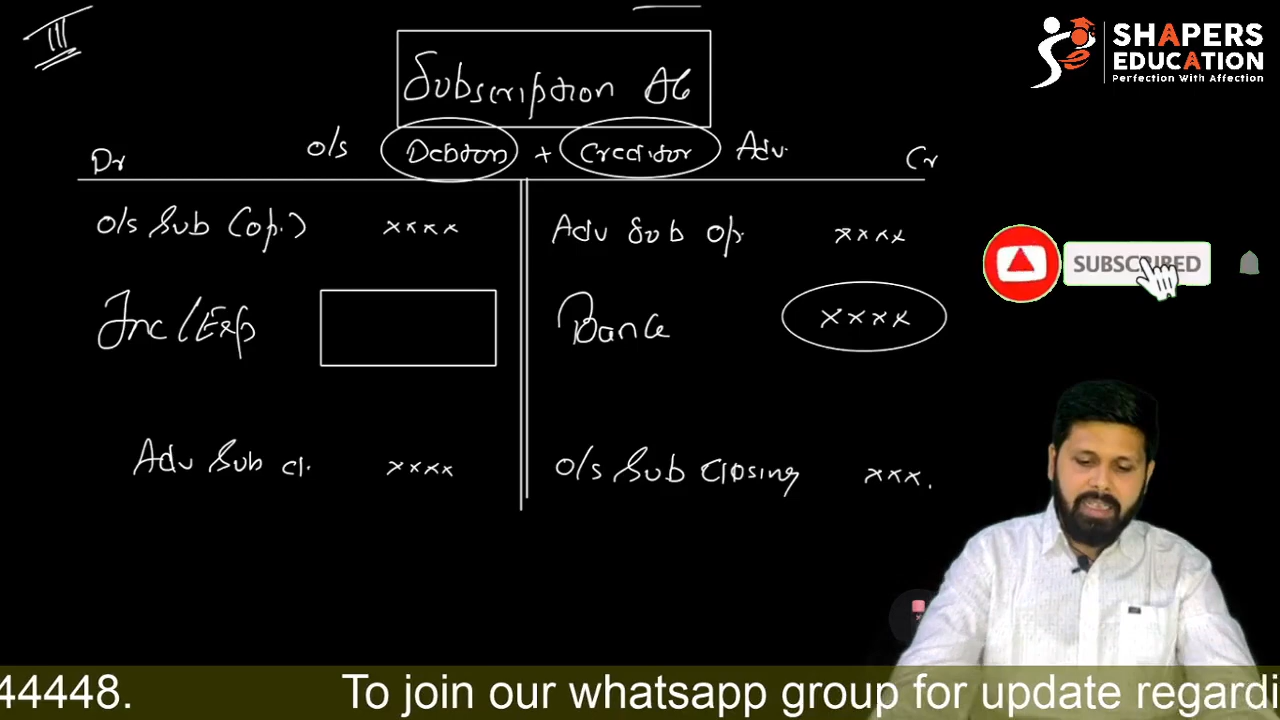 III
SHAPERS
EDUCATION
Perfection With Affection
Subscription A/c
Dr o/s Debtors + Creditor Adv. Cr
o/s Sub (op.) xxxx Adv Sub op. xxxx
SUBSCRIBED
Inc/Exp Bank xxxx
Adv Sub cl. xxxx o/s Sub closing xxx.
44448. To join our whatsapp group for update regardi